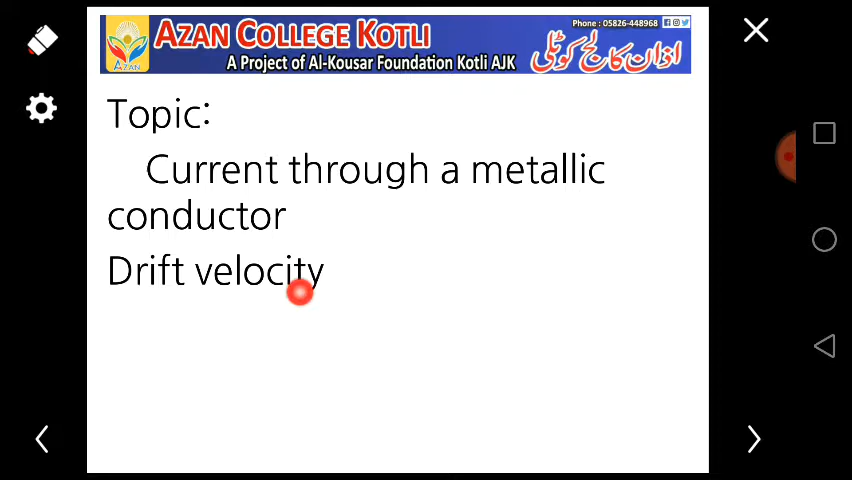 Phone : 05826-448968
AZAN COLLEGE KOTLI
A Project of Al-Kousar Foundation Kotli AJK
اذان کالج کوٹلی
AZAN
Topic:
Current through a metallic
conductor
Drift velocity